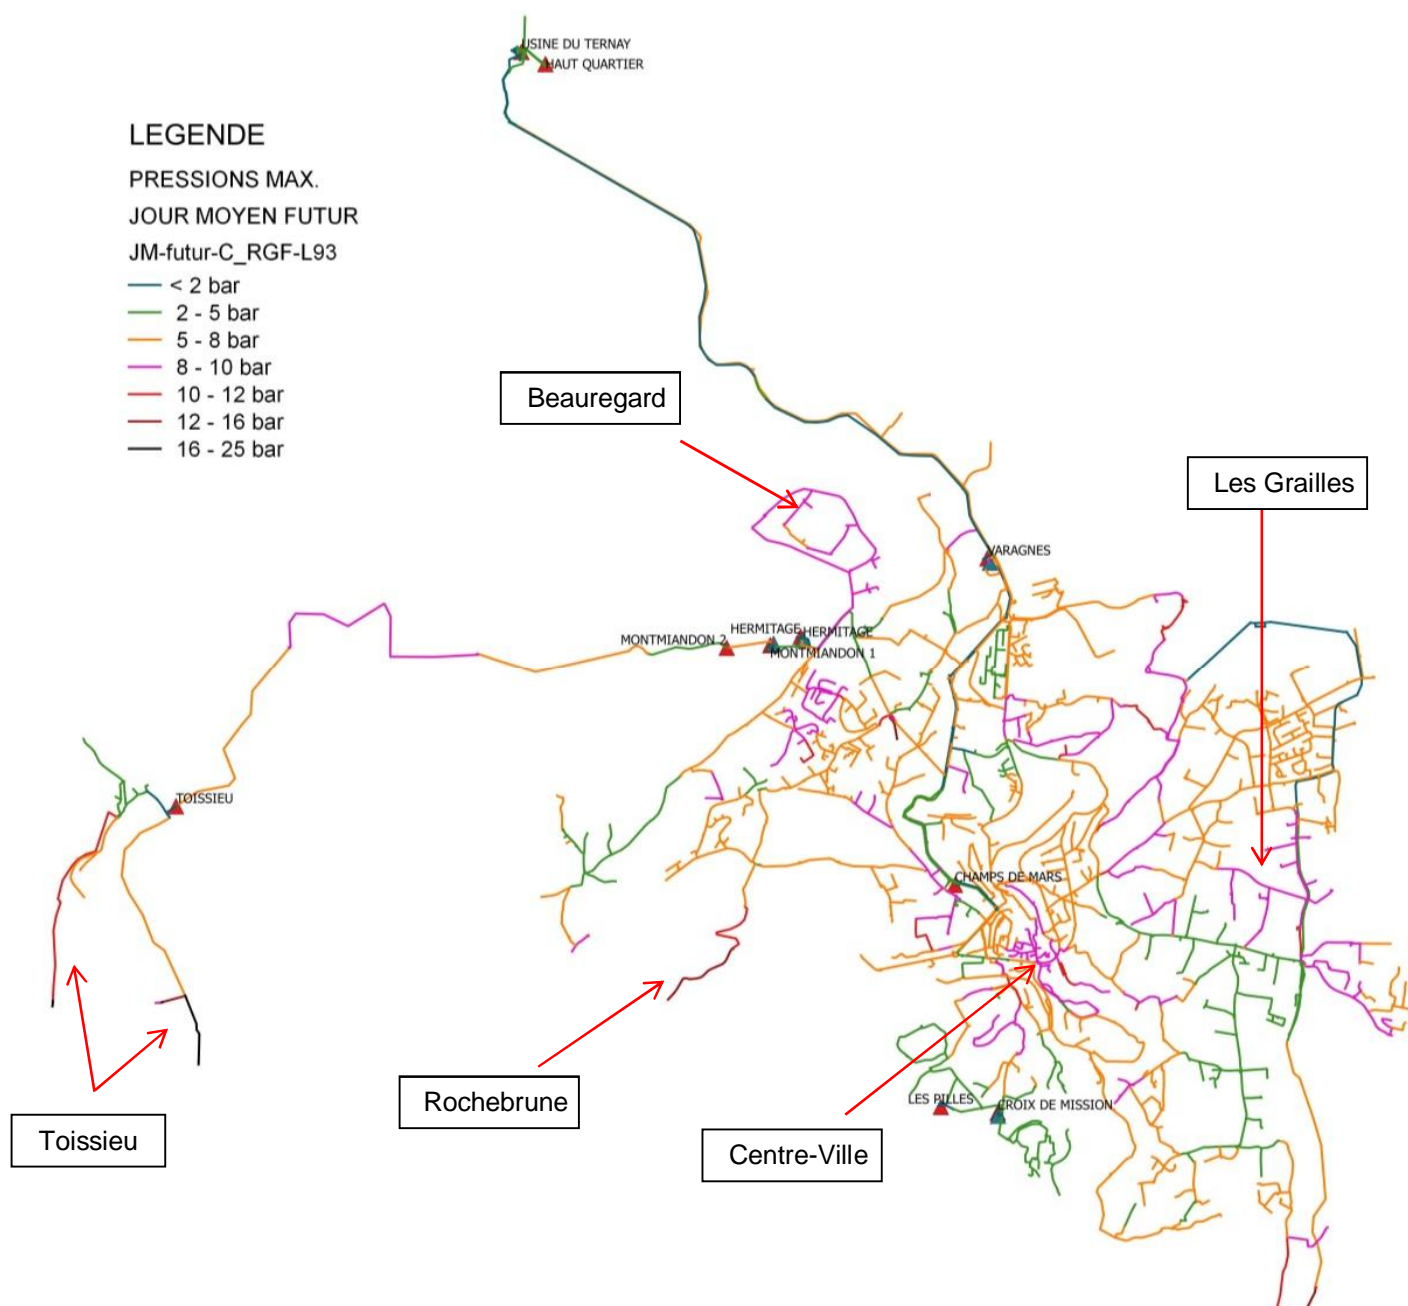 USINE DU TERNAY
HAUT QUARTIER
LEGENDE
PRESSIONS MAX.
JOUR MOYEN FUTUR
JM-futur-C_RGF-L93
< 2 bar
2 - 5 bar
5 - 8 bar
8 - 10 bar
10 - 12 bar
12 - 16 bar
16 - 25 bar
Beauregard
Les Grailles
VARAGNES
HERMITAGE
HERMITAGE
MONTMIANDON 2
MONTMIANDON 1
TOISSIEU
CHAMPS DE MARS
LES PILLES
CROIX DE MISSION
Rochebrune
Toissieu
Centre-Ville